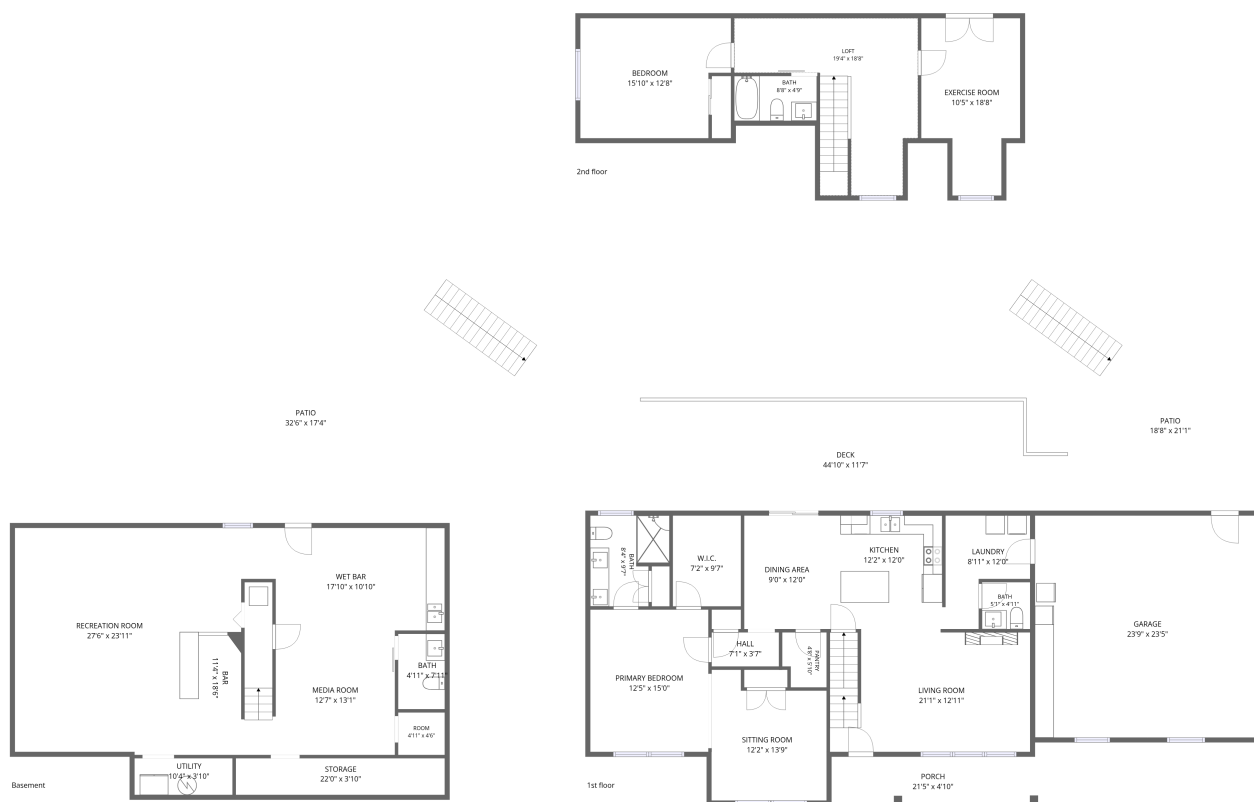 BEDROOM
15'10" x 12'8"
LOFT
19'4" x 18'8"
BATH
8'8" x 4'9"
EXERCISE ROOM
10'5" x 18'8"
2nd floor
PATIO
32'6" x 17'4"
DECK
44'10" x 11'7"
PATIO
18'8" x 21'1"
RECREATION ROOM
27'6" x 23'11"
WET BAR
17'10" x 10'10"
BAR
11'4" x 18'6"
MEDIA ROOM
12'7" x 13'1"
BATH
4'11" x 7'11"
ROOM
4'11" x 4'6"
UTILITY
10'4" x 3'10"
STORAGE
22'0" x 3'10"
Basement
BATH
8'4" x 9'7"
W.I.C.
7'2" x 9'7"
DINING AREA
9'0" x 12'0"
KITCHEN
12'2" x 12'0"
LAUNDRY
8'11" x 12'0"
BATH
5'1" x 4'11"
GARAGE
23'9" x 23'5"
HALL
7'1" x 3'7"
PANTRY
4'8" x 5'10"
PRIMARY BEDROOM
12'5" x 15'0"
LIVING ROOM
21'1" x 12'11"
SITTING ROOM
12'2" x 13'9"
PORCH
21'5" x 4'10"
1st floor